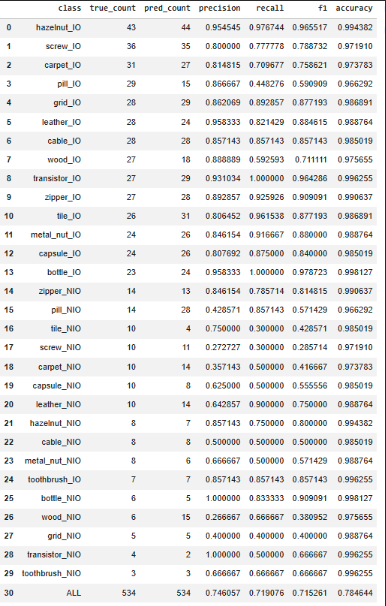 class true_count pred_count precision recall f1 accuracy
0 hazelnut_IO 43 44 0.954545 0.976744 0.965517 0.994382
1 screw_IO 36 35 0.800000 0.777778 0.788732 0.971910
2 carpet_IO 31 27 0.814815 0.709677 0.758621 0.973783
3 pill_IO 29 15 0.866667 0.448276 0.590909 0.966292
4 grid_IO 28 29 0.862069 0.892857 0.877193 0.986891
5 leather_IO 28 24 0.958333 0.821429 0.884615 0.988764
6 cable_IO 28 28 0.857143 0.857143 0.857143 0.985019
7 wood_IO 27 18 0.888889 0.592593 0.711111 0.975655
8 transistor_IO 27 29 0.931034 1.000000 0.964286 0.996255
9 zipper_IO 27 28 0.892857 0.925926 0.909091 0.990637
10 tile_IO 26 31 0.806452 0.961538 0.877193 0.986891
11 metal_nut_IO 24 26 0.846154 0.916667 0.880000 0.988764
12 capsule_IO 24 26 0.807692 0.875000 0.840000 0.985019
13 bottle_IO 23 24 0.958333 1.000000 0.978723 0.998127
14 zipper_NIO 14 13 0.846154 0.785714 0.814815 0.990637
15 pill_NIO 14 28 0.428571 0.857143 0.571429 0.966292
16 tile_NIO 10 4 0.750000 0.300000 0.428571 0.985019
17 screw_NIO 10 11 0.272727 0.300000 0.285714 0.971910
18 carpet_NIO 10 14 0.357143 0.500000 0.416667 0.973783
19 capsule_NIO 10 8 0.625000 0.500000 0.555556 0.985019
20 leather_NIO 10 14 0.642857 0.900000 0.750000 0.988764
21 hazelnut_NIO 8 7 0.857143 0.750000 0.800000 0.994382
22 cable_NIO 8 8 0.500000 0.500000 0.500000 0.985019
23 metal_nut_NIO 8 6 0.666667 0.500000 0.571429 0.988764
24 toothbrush_IO 7 7 0.857143 0.857143 0.857143 0.996255
25 bottle_NIO 6 5 1.000000 0.833333 0.909091 0.998127
26 wood_NIO 6 15 0.266667 0.666667 0.380952 0.975655
27 grid_NIO 5 5 0.400000 0.400000 0.400000 0.988764
28 transistor_NIO 4 2 1.000000 0.500000 0.666667 0.996255
29 toothbrush_NIO 3 3 0.666667 0.666667 0.666667 0.996255
30 ALL 534 534 0.746057 0.719076 0.715261 0.784644